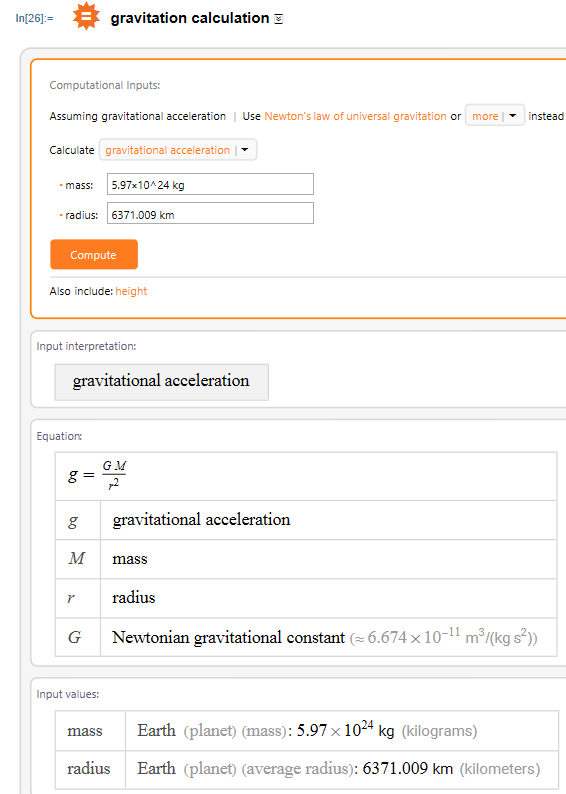 In[26]:= gravitation calculation
Computational Inputs:
Assuming gravitational acceleration | Use Newton's law of universal gravitation or more | instead
Calculate gravitational acceleration |
mass: 5.97×10^24 kg
radius: 6371.009 km
Compute
Also include: height
Input interpretation:
gravitational acceleration
Equation:
g = G M / r²
g gravitational acceleration
M mass
r radius
G Newtonian gravitational constant (≈ 6.674 × 10⁻¹¹ m³/(kg s²))
Input values:
mass Earth (planet) (mass): 5.97 × 10²⁴ kg (kilograms)
radius Earth (planet) (average radius): 6371.009 km (kilometers)